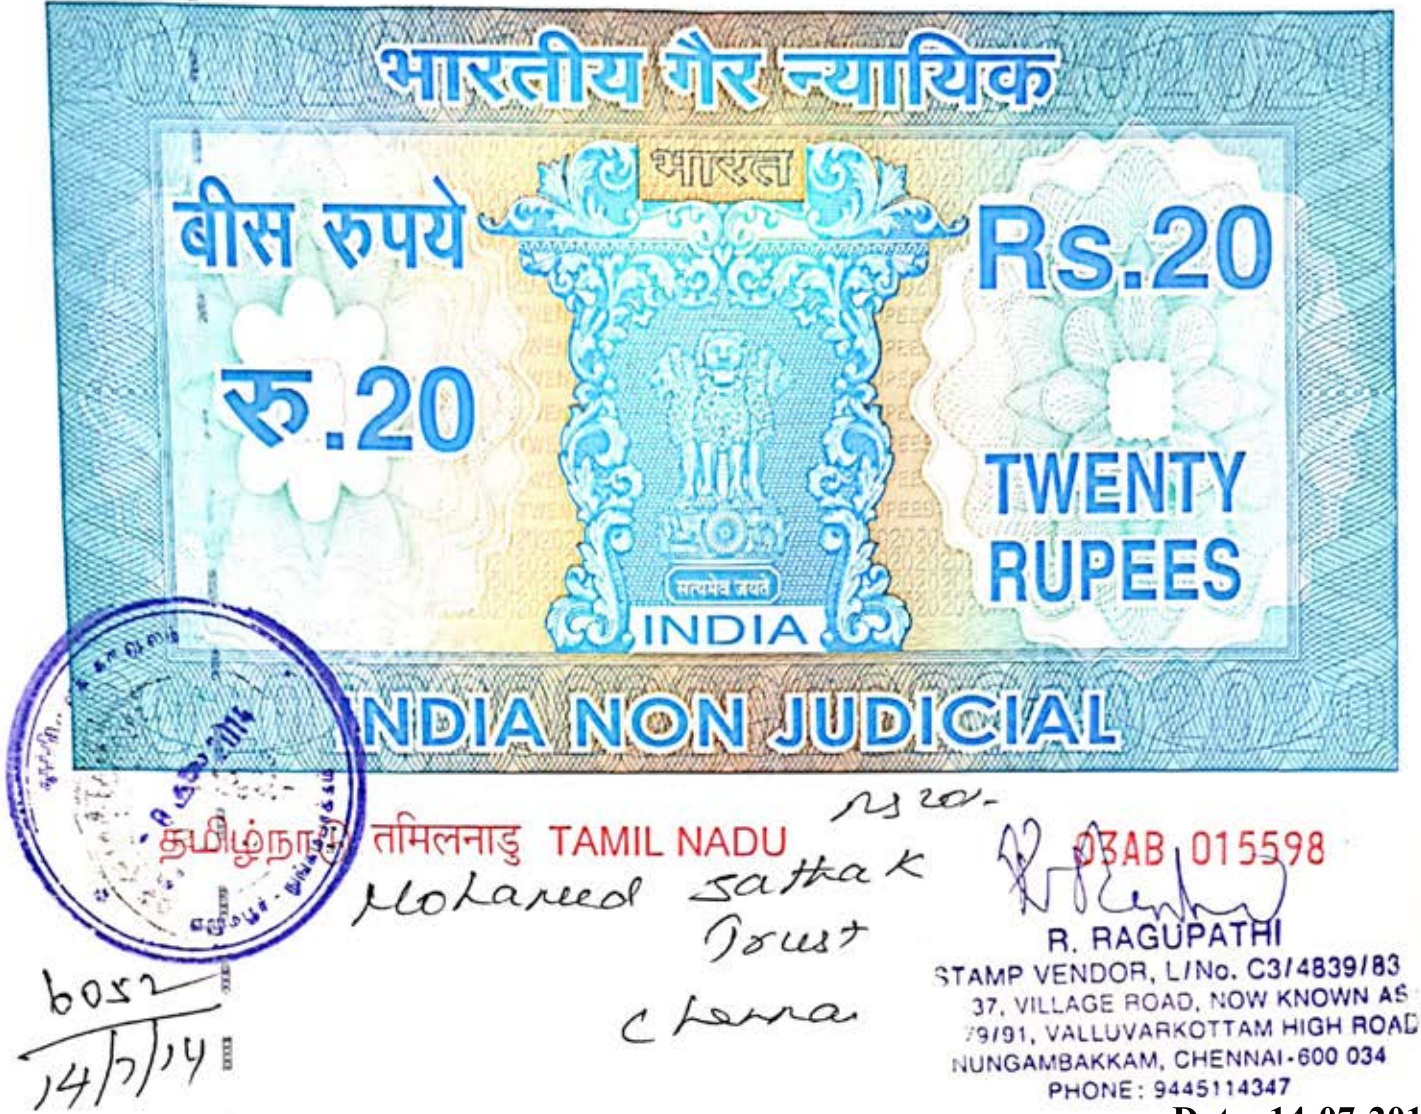 भारतीय गैर न्यायिक
भारत
बीस रुपये
Rs.20
रु.20
TWENTY
RUPEES
सत्यमेव जयते
INDIA
INDIA NON JUDICIAL
தமிழ்நாடு तमिलनाडु TAMIL NADU
03AB 015598
Rs 20/-
Mohamed Sathak
Trust
Chennai
6052
14/7/14
R. RAGUPATHI
STAMP VENDOR, L/No. C3/4839/83
37, VILLAGE ROAD, NOW KNOWN AS
79/91, VALLUVARKOTTAM HIGH ROAD
NUNGAMBAKKAM, CHENNAI-600 034
PHONE: 9445114347